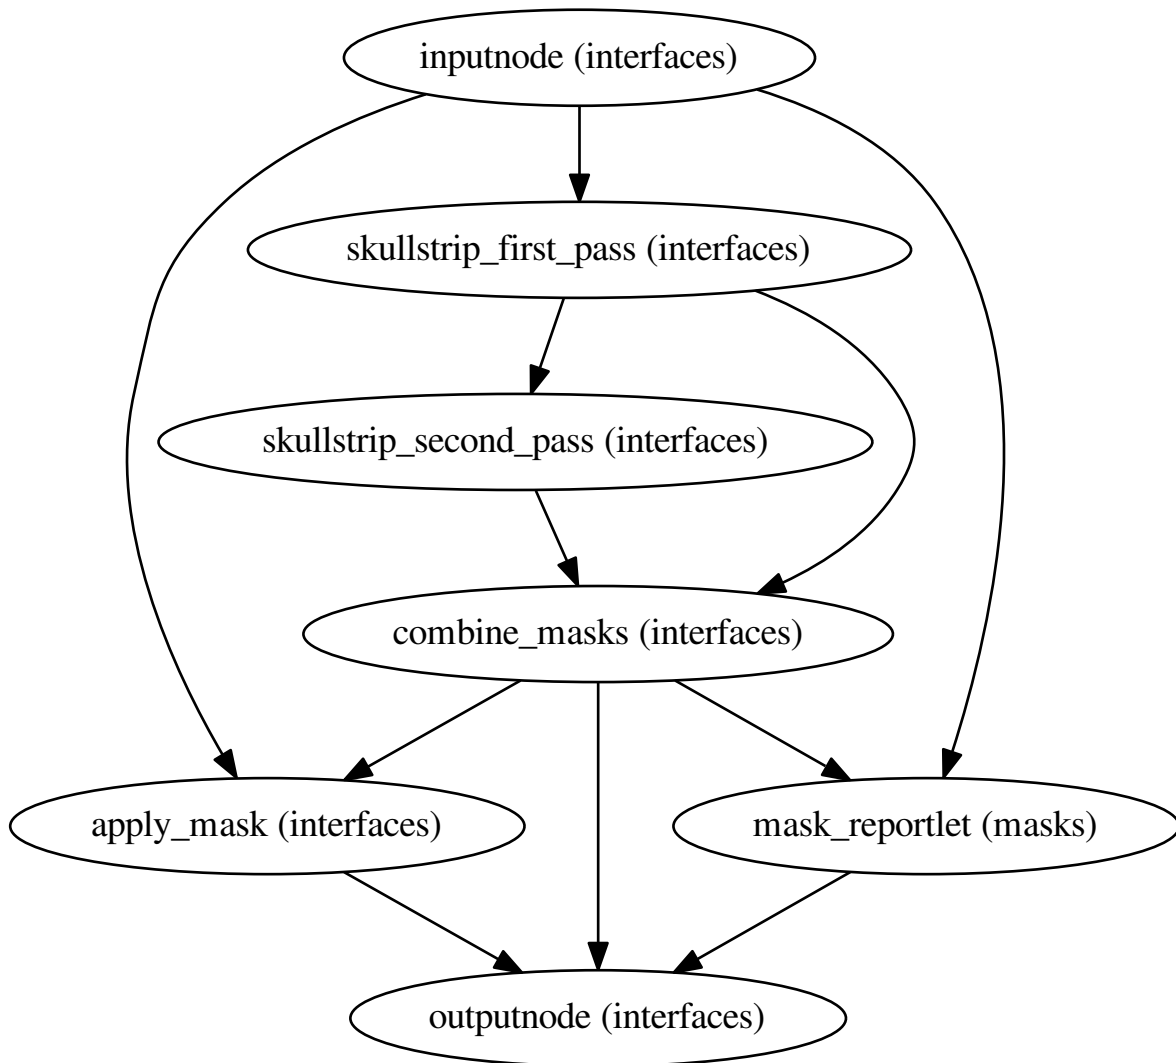 inputnode (interfaces)
skullstrip_first_pass (interfaces)
skullstrip_second_pass (interfaces)
combine_masks (interfaces)
apply_mask (interfaces)
mask_reportlet (masks)
outputnode (interfaces)